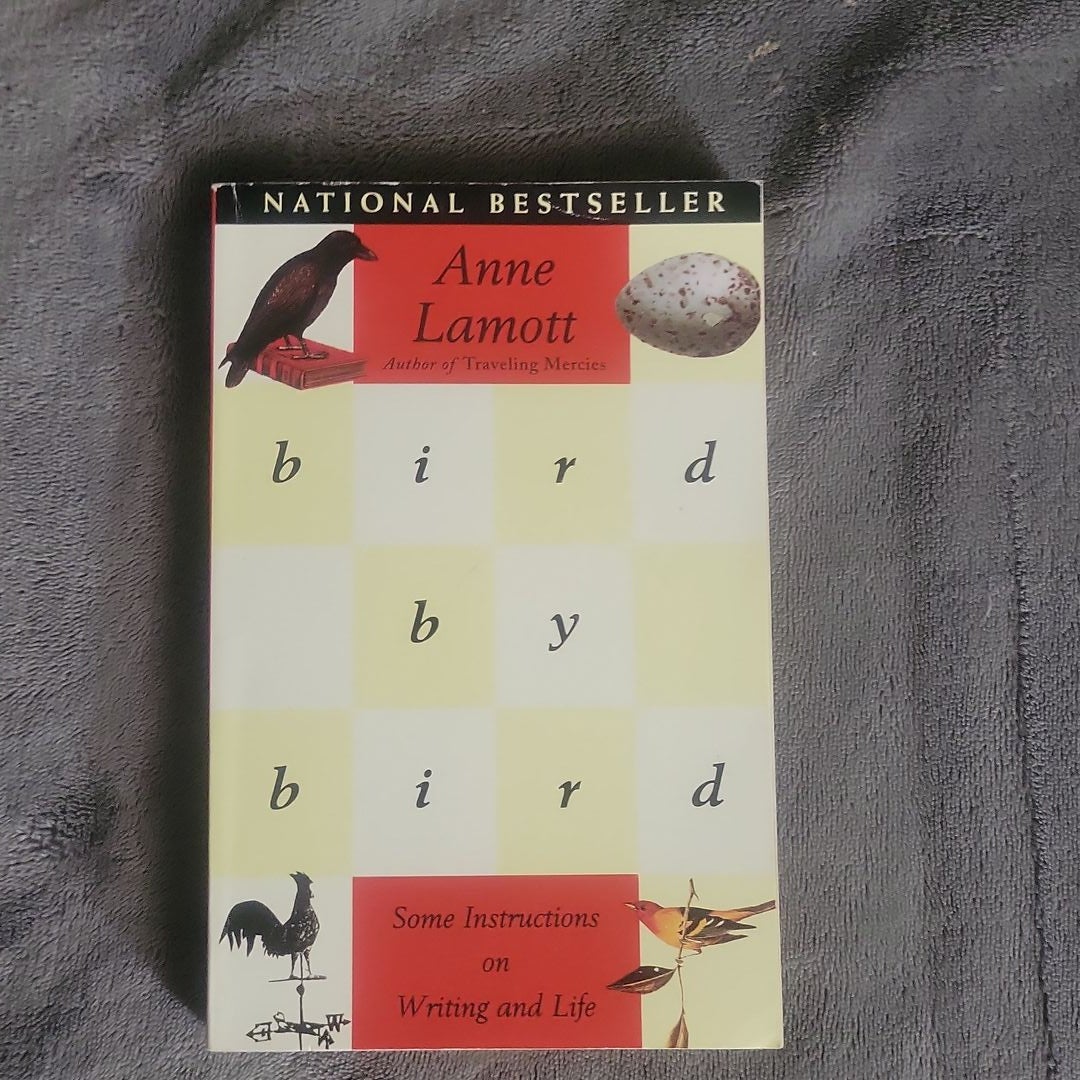 NATIONAL BESTSELLER
Anne
Lamott
Author of Traveling Mercies
b i r d
b y
b i r d
Some Instructions
on
Writing and Life
W